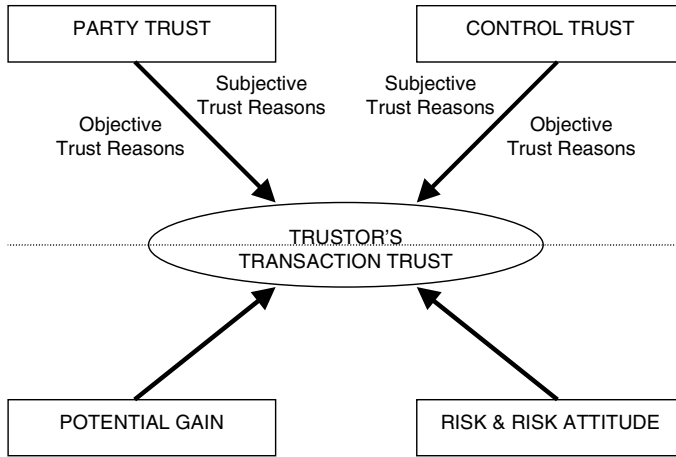 PARTY TRUST
CONTROL TRUST
Subjective
Trust Reasons
Subjective
Trust Reasons
Objective
Trust Reasons
Objective
Trust Reasons
TRUSTOR'S
TRANSACTION TRUST
POTENTIAL GAIN
RISK & RISK ATTITUDE